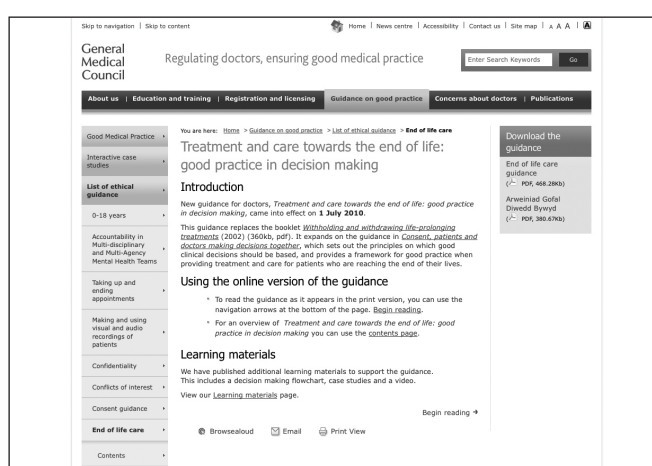 Skip to navigation | Skip to content
Home | News centre | Accessibility | Contact us | Site map | A A A | A
General
Medical
Council
Regulating doctors, ensuring good medical practice
Enter Search Keywords
Go
About us | Education and training | Registration and licensing Guidance on good practice Concerns about doctors | Publications
Good Medical Practice
Interactive case
studies
List of ethical
guidance
0-18 years
Accountability in
Multi-disciplinary
and Multi-Agency
Mental Health Teams
Taking up and
ending
appointments
Making and using
visual and audio
recordings of
patients
Confidentiality
Conflicts of interest
Consent guidance
End of life care
Contents
You are here: Home > Guidance on good practice > List of ethical guidance > End of life care
Treatment and care towards the end of life:
good practice in decision making
Introduction
New guidance for doctors, Treatment and care towards the end of life: good practice
in decision making, came into effect on 1 July 2010.
This guidance replaces the booklet Withholding and withdrawing life-prolonging
treatments (2002) (360kb, pdf). It expands on the guidance in Consent, patients and
doctors making decisions together, which sets out the principles on which good
clinical decisions should be based, and provides a framework for good practice when
providing treatment and care for patients who are reaching the end of their lives.
Using the online version of the guidance
To read the guidance as it appears in the print version, you can use the
navigation arrows at the bottom of the page. Begin reading.
For an overview of Treatment and care towards the end of life: good
practice in decision making you can use the contents page.
Learning materials
We have published additional learning materials to support the guidance.
This includes a decision making flowchart, case studies and a video.
View our Learning materials page.
Begin reading
Browsealoud Email Print View
Download the
guidance
End of life care
guidance
( PDF, 468.28Kb)
Arweiniad Gofal
Diwedd Bywyd
( PDF, 380.67Kb)